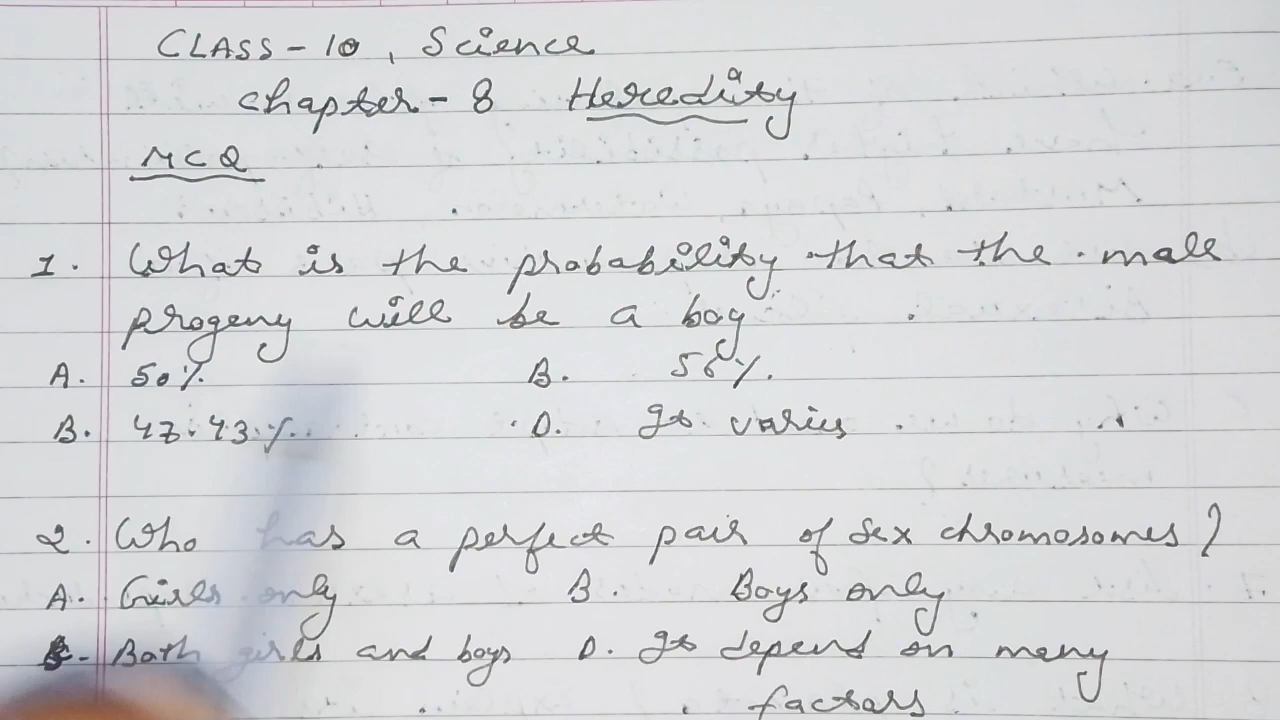 CLASS - 10, Science
Chapter - 8 Heredity
MCQ
1. What is the probability that the male
progeny will be a boy
A. 50% B. 56%.
B. 47.43% D. It varies
2. Who has a perfect pair of sex chromosomes?
A. Girls only B. Boys only
Both girls and boys D. It depend on many
factors